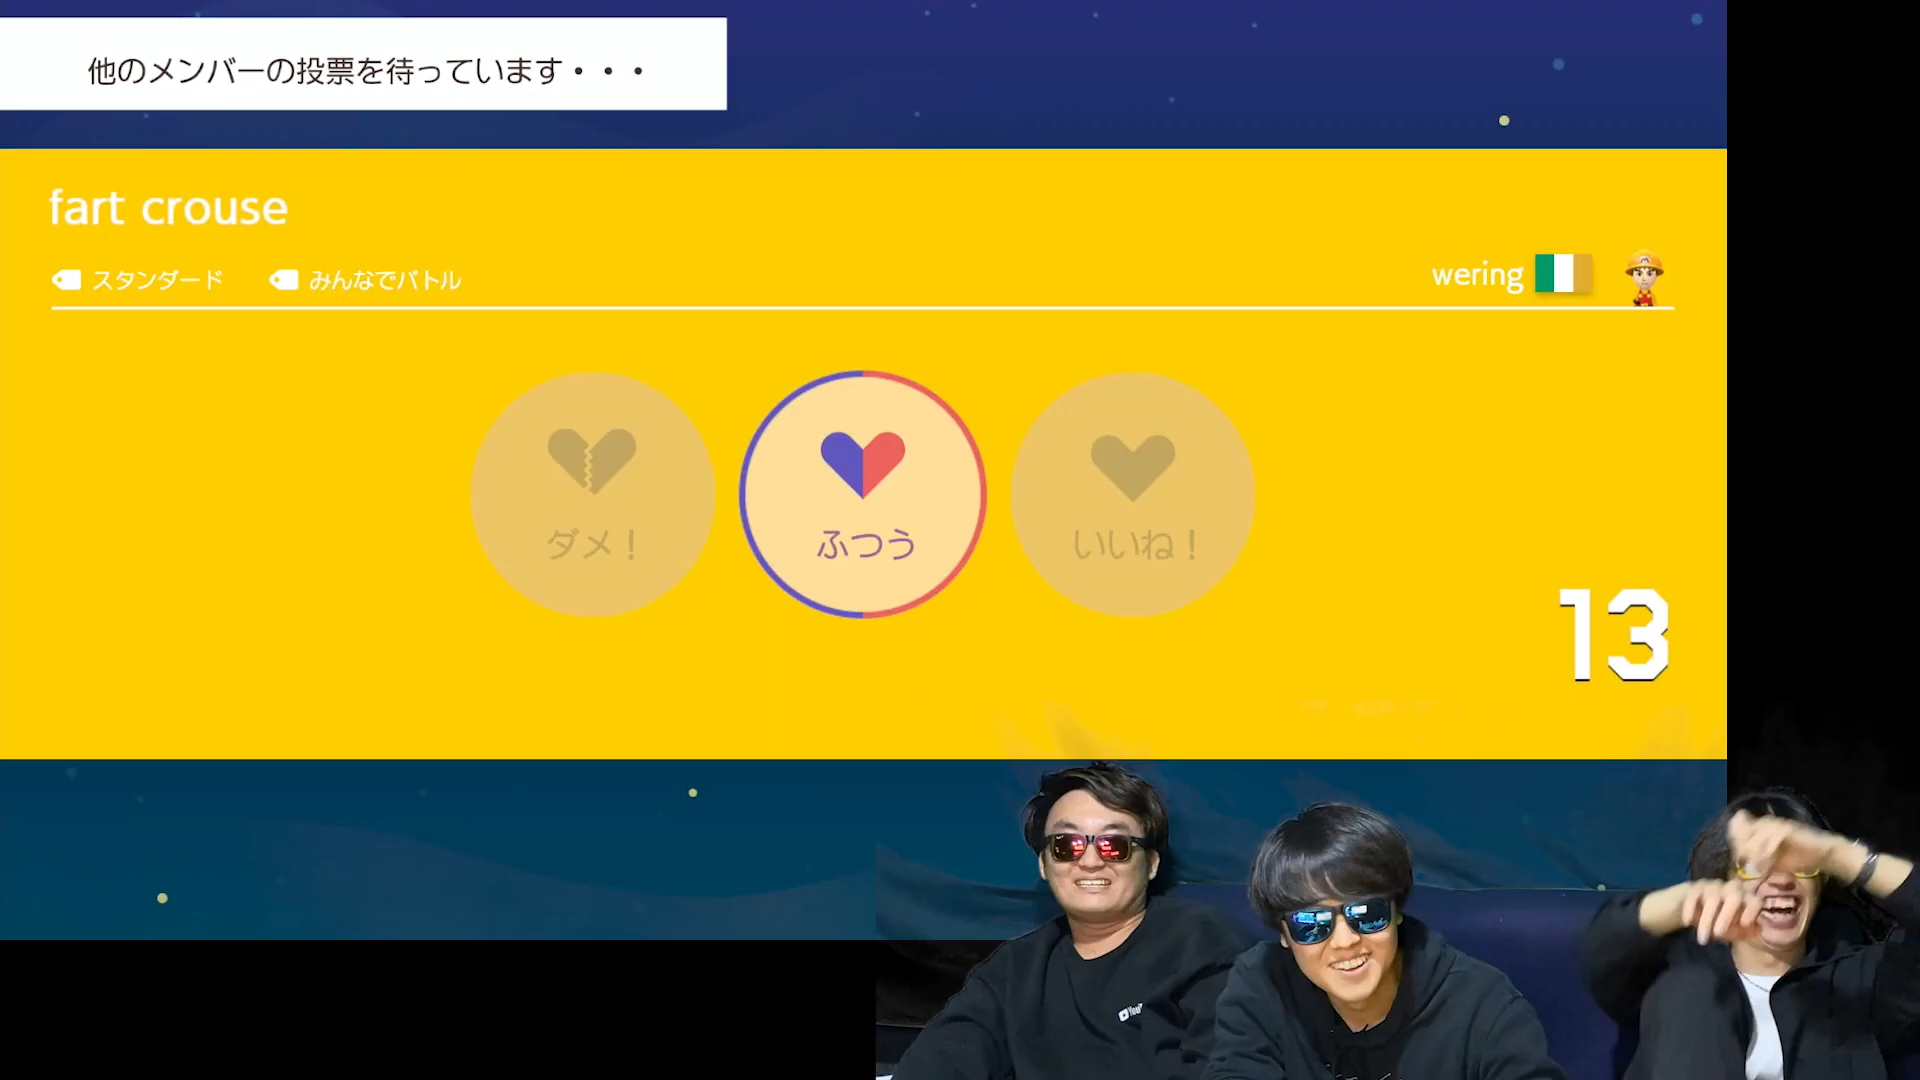 他のメンバーの投票を待っています・・・
fart crouse
スタンダード みんなでバトル
wering
ダメ! ふつう いいね!
13